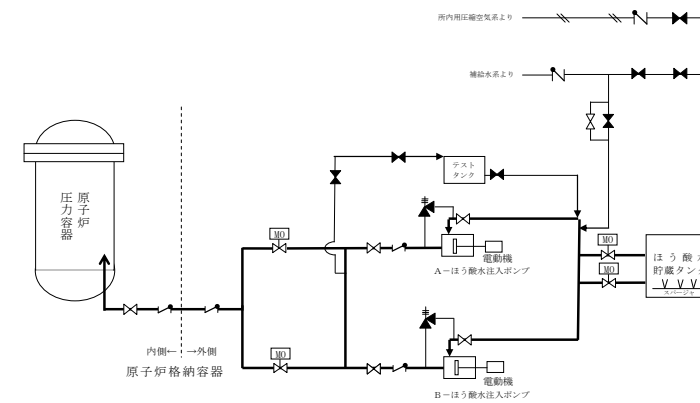 所内用圧縮空気系より
補給水系より
テスト
タンク
原子炉
圧力容器
MO
電動機
A－ほう酸水注入ポンプ
MO
MO
ほう酸
貯蔵タン
スパージャ
内側← →外側
原子炉格納容器
MO
電動機
B－ほう酸水注入ポンプ